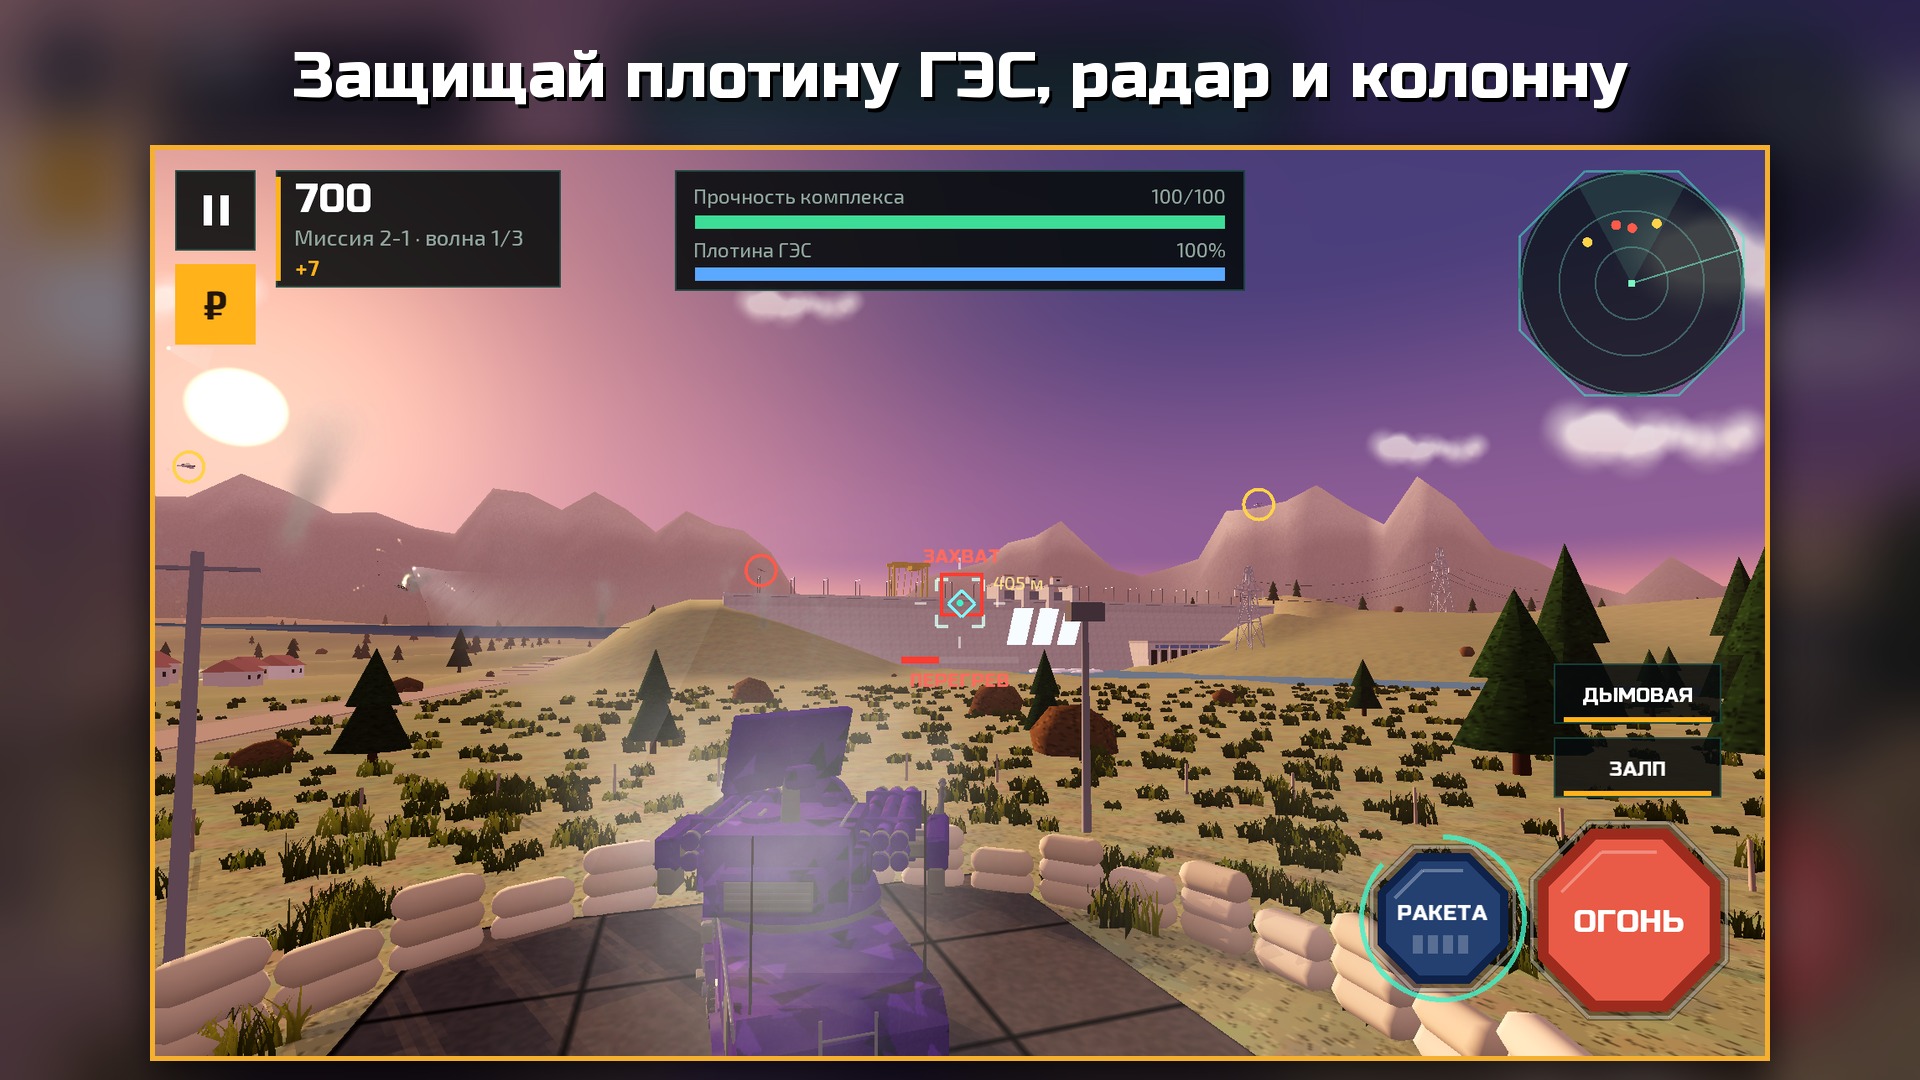 Защищай плотину ГЭС, радар и колонну
700
Миссия 2-1 · волна 1/3
+7
₽
Прочность комплекса 100/100
Плотина ГЭС 100%
ЗАХВАТ
405 м
ПЕРЕГРЕВ
ДЫМОВАЯ
ЗАЛП
РАКЕТА
ОГОНЬ